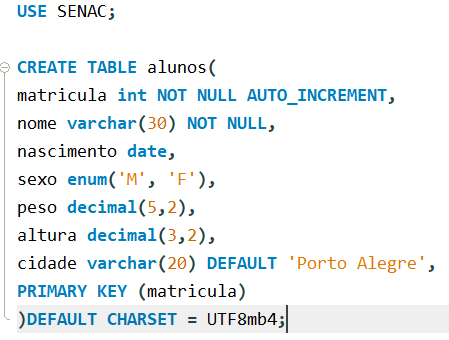 USE SENAC;
CREATE TABLE alunos(
matricula int NOT NULL AUTO_INCREMENT,
nome varchar(30) NOT NULL,
nascimento date,
sexo enum('M', 'F'),
peso decimal(5,2),
altura decimal(3,2),
cidade varchar(20) DEFAULT 'Porto Alegre',
PRIMARY KEY (matricula)
)DEFAULT CHARSET = UTF8mb4;